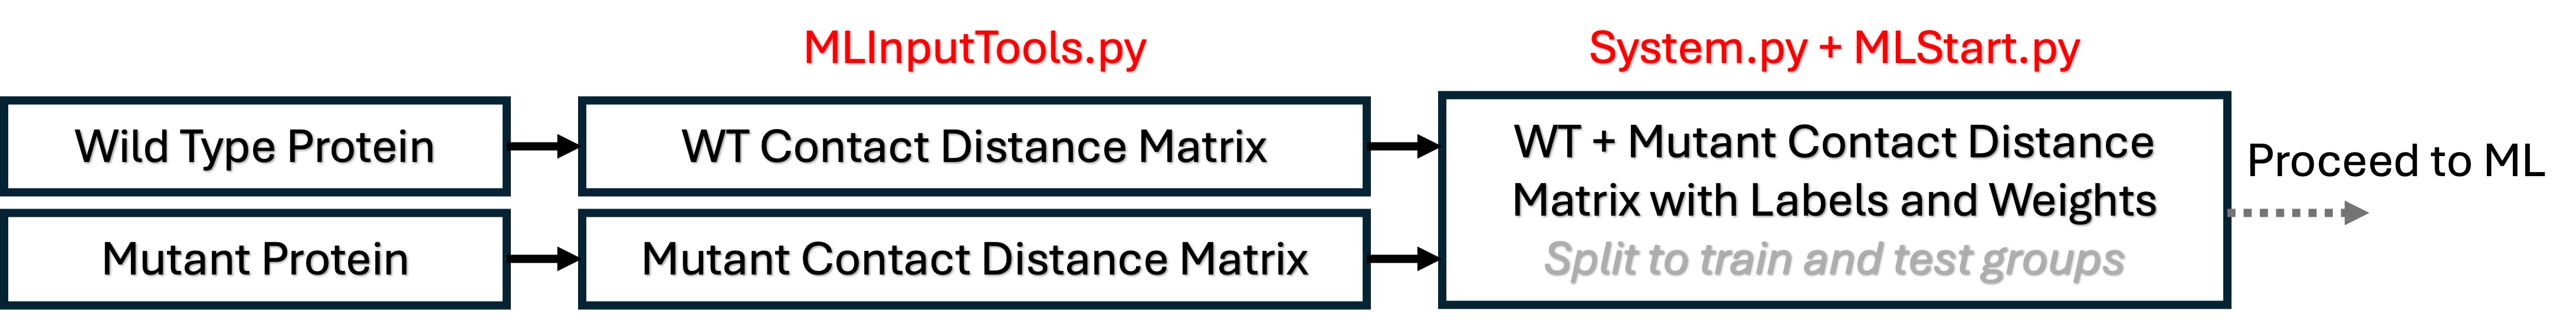 MLInputTools.py
System.py + MLStart.py
Wild Type Protein
WT Contact Distance Matrix
WT + Mutant Contact Distance
Matrix with Labels and Weights
Split to train and test groups
Proceed to ML
Mutant Protein
Mutant Contact Distance Matrix